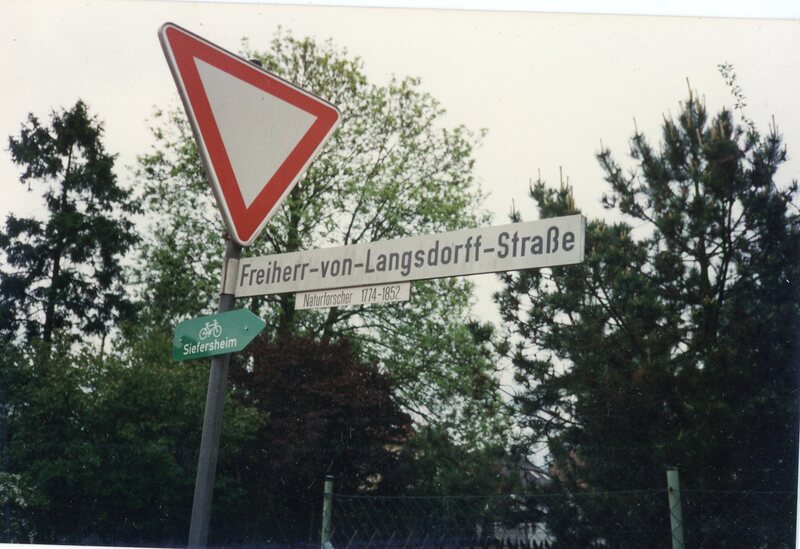 Freiherr-von-Langsdorff-Straße
Naturforscher 1774-1852
Siefersheim